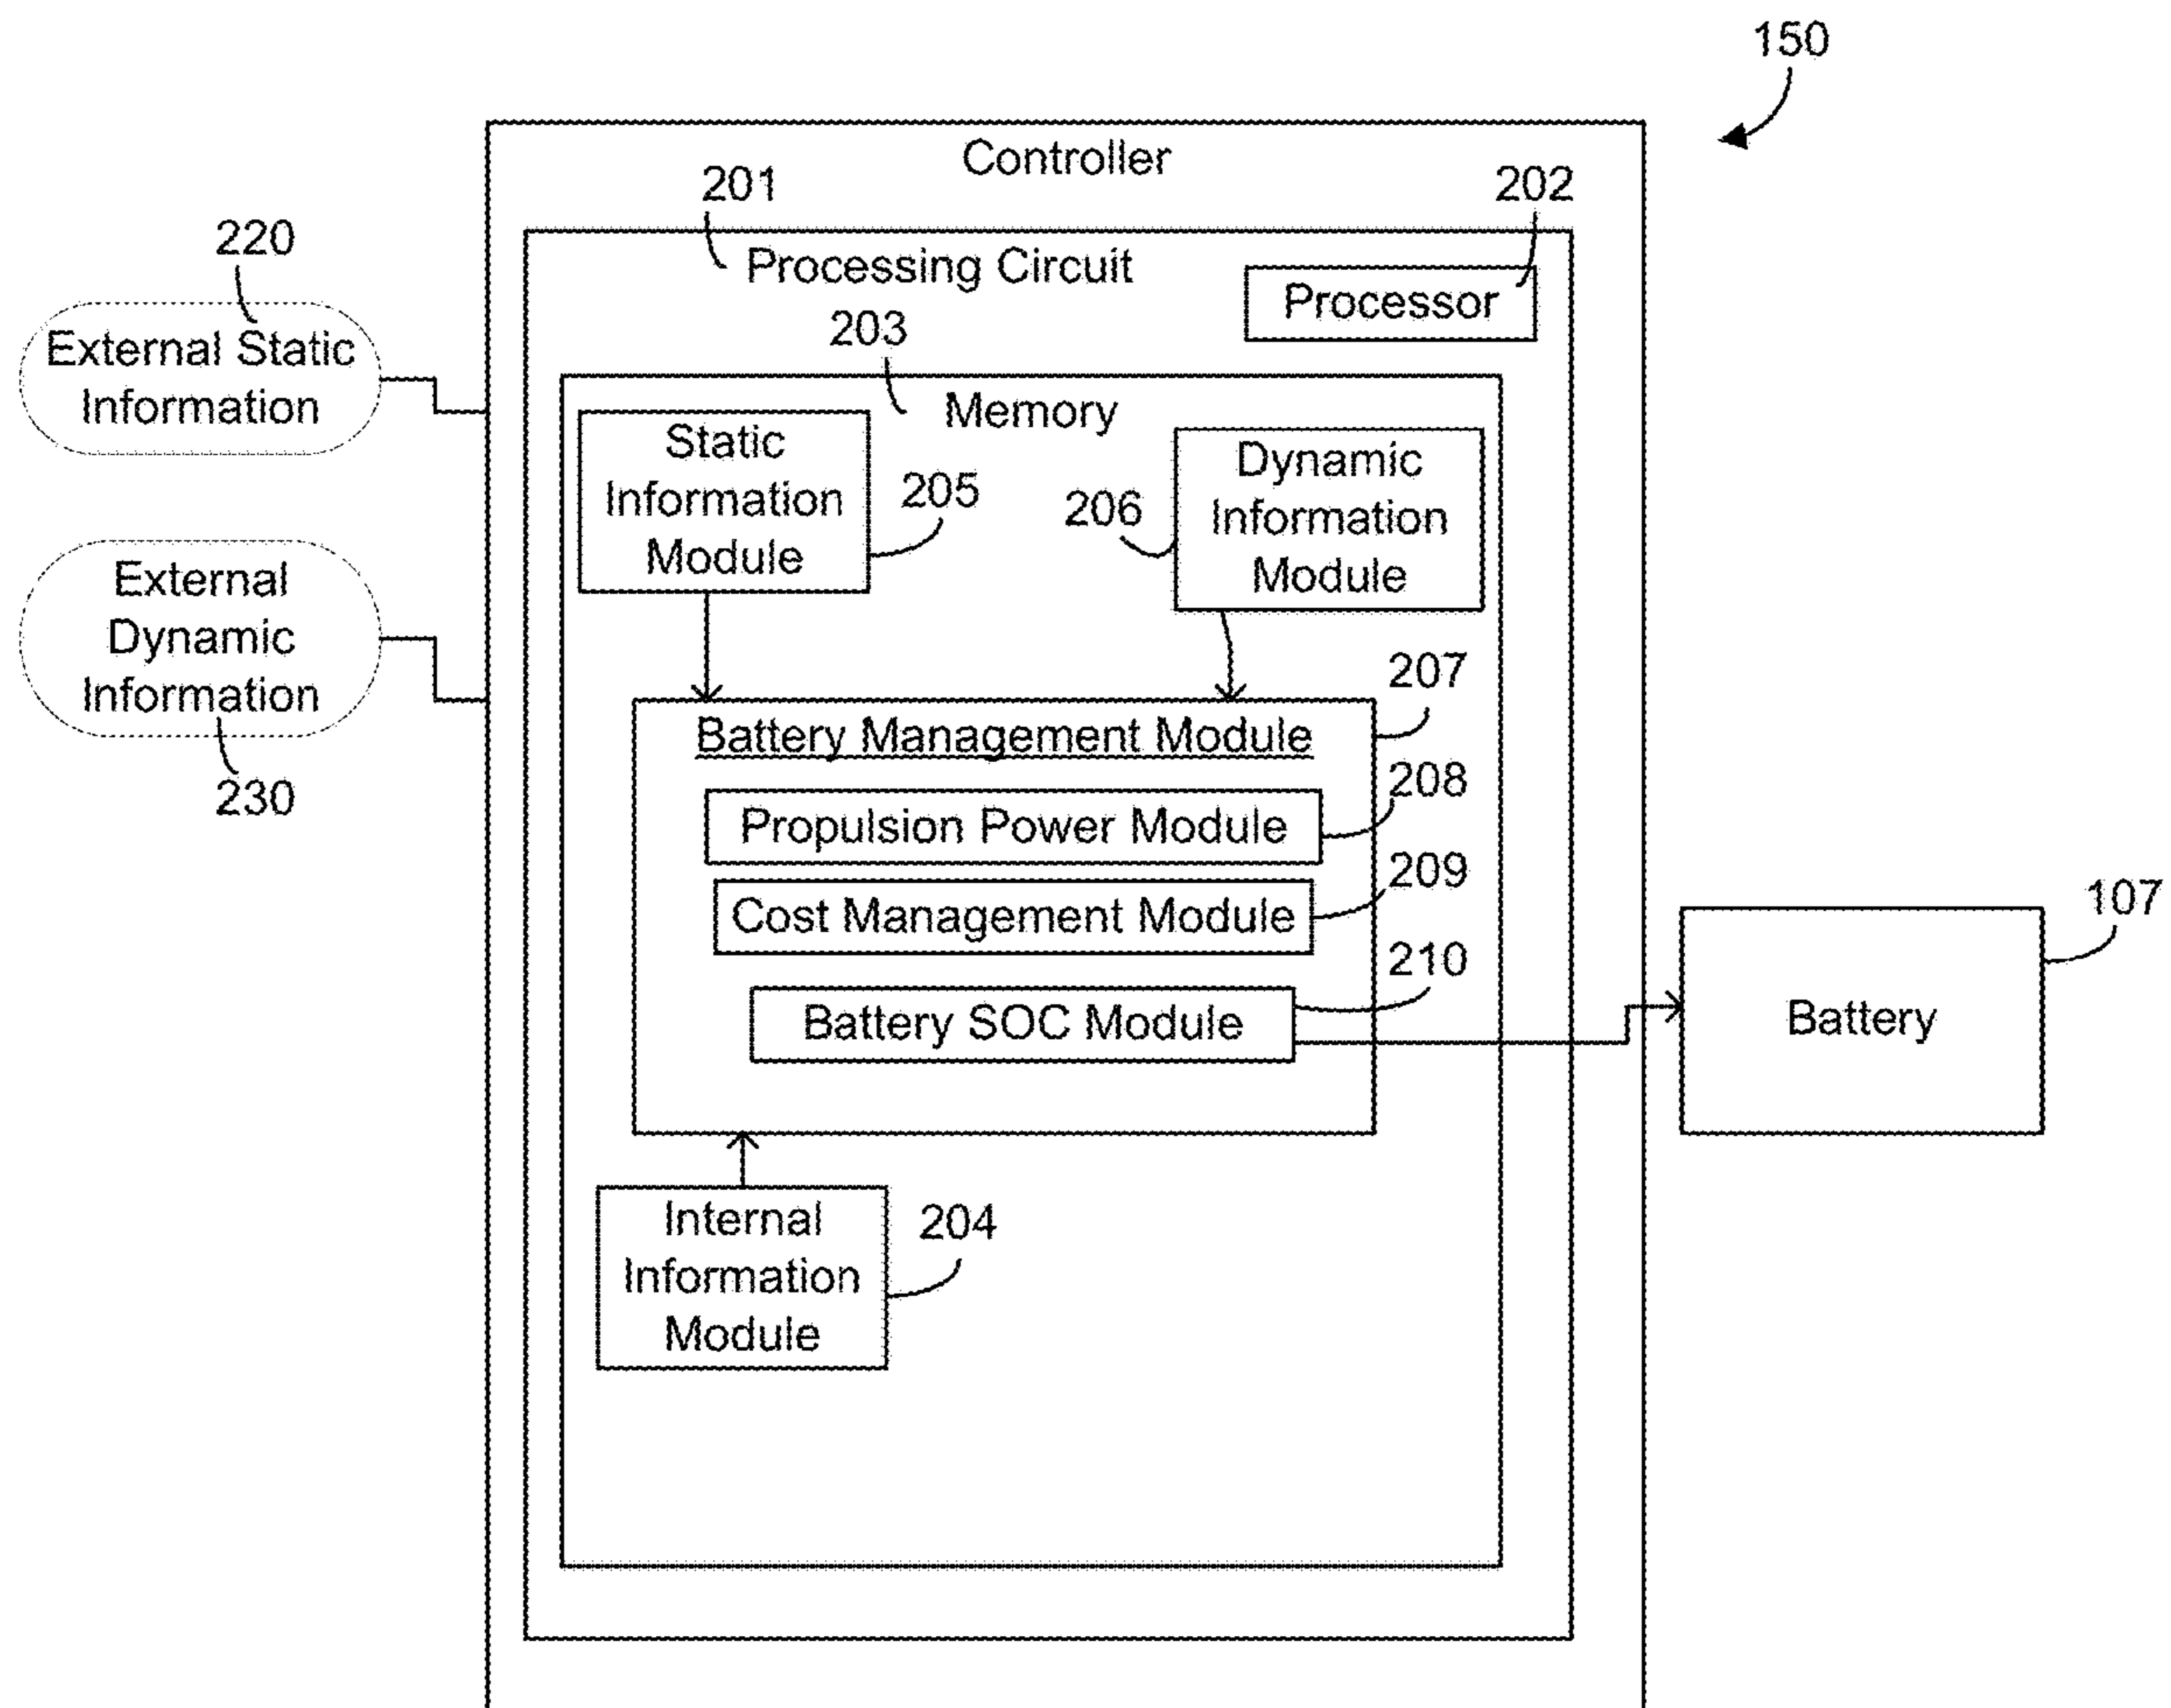 150
Controller
201
202
Processing Circuit
Processor
220
External Static
Information
203
Memory
Static
Information
Module
205
206
Dynamic
Information
Module
External
Dynamic
Information
230
207
Battery Management Module
208
Propulsion Power Module
209
Cost Management Module
210
Battery SOC Module
107
Battery
Internal
Information
Module
204